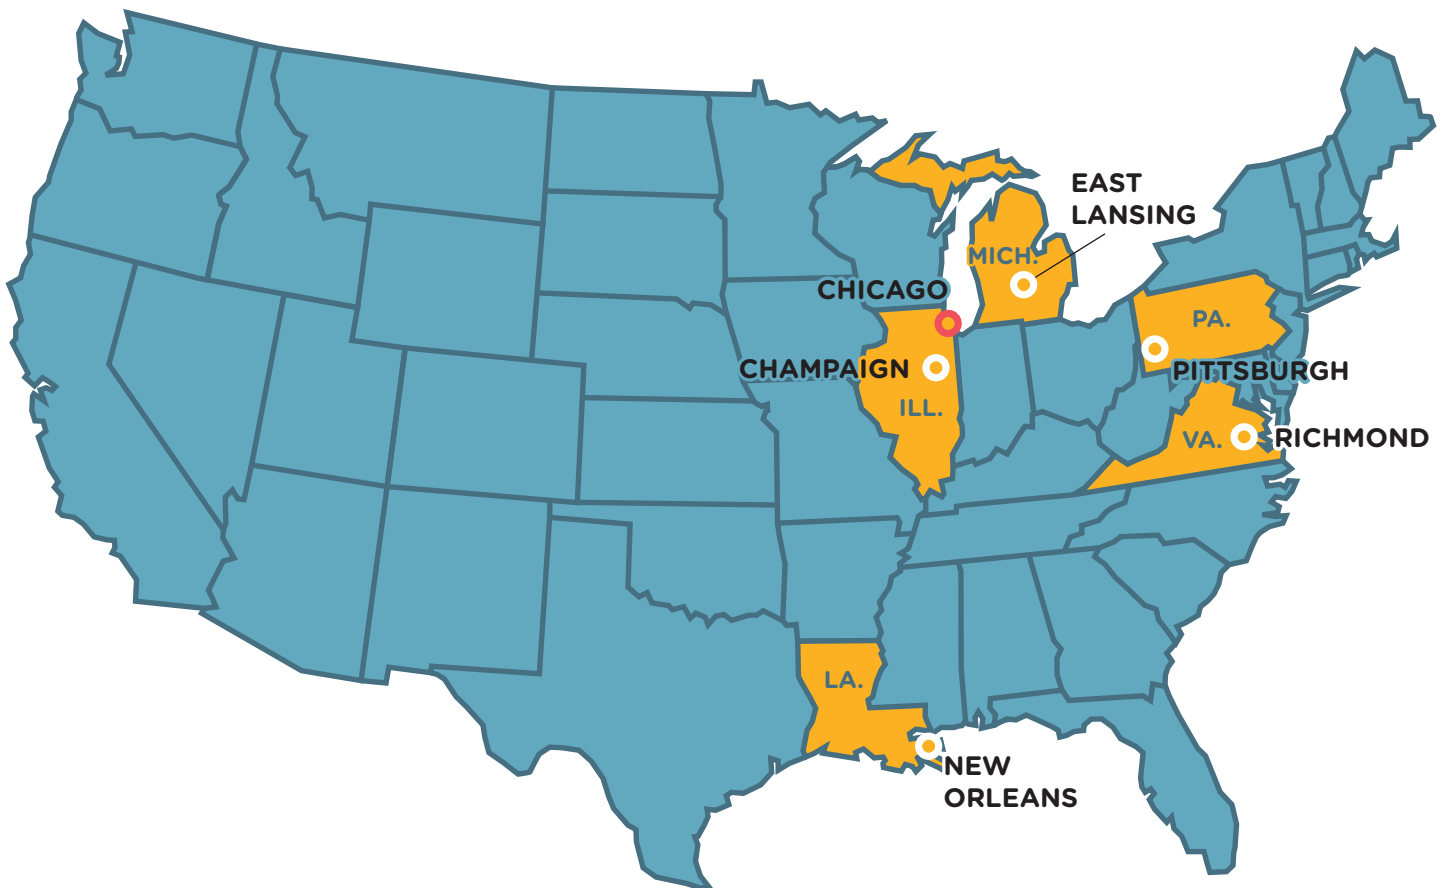 EAST
LANSING
MICH.
CHICAGO
PA.
CHAMPAIGN
PITTSBURGH
ILL.
VA.
RICHMOND
LA.
NEW
ORLEANS